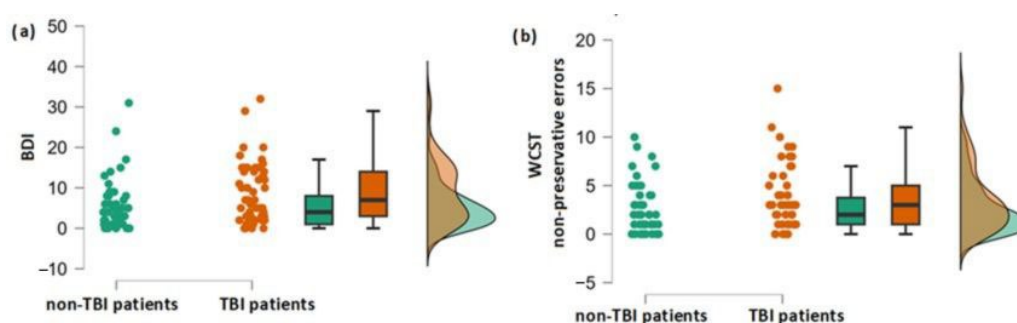 (a)
BDI
50
40
30
20
10
0
−10
non-TBI patients
TBI patients
(b)
WCST
non-preservative errors
20
15
10
5
0
−5
non-TBI patients
TBI patients